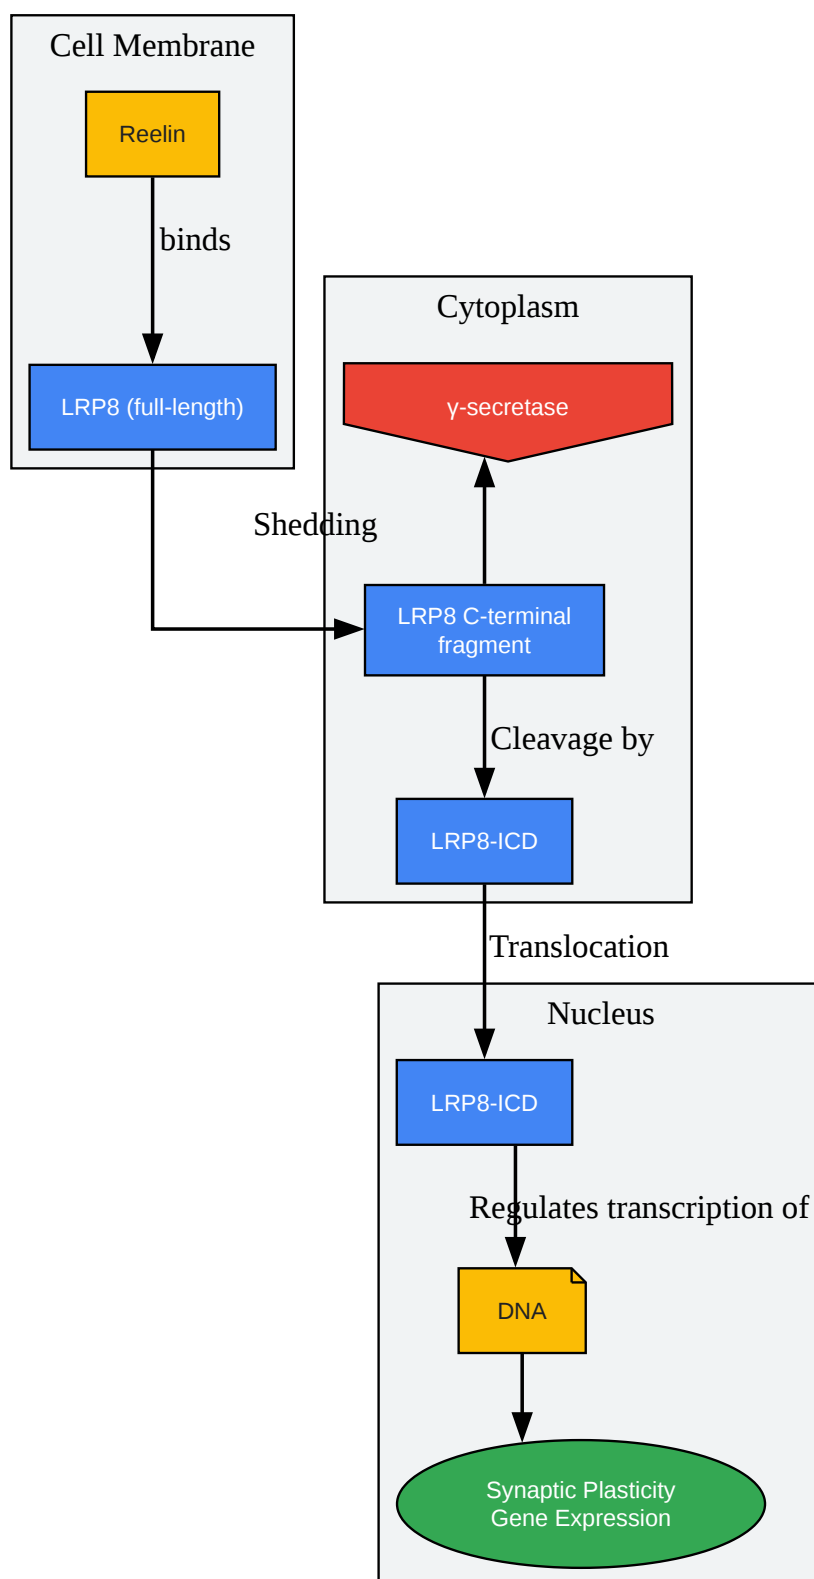 Cell Membrane
Reelin
binds
LRP8 (full-length)
Cytoplasm
γ-secretase
Shedding
LRP8 C-terminal
fragment
Cleavage by
LRP8-ICD
Translocation
Nucleus
LRP8-ICD
Regulates transcription of
DNA
Synaptic Plasticity
Gene Expression